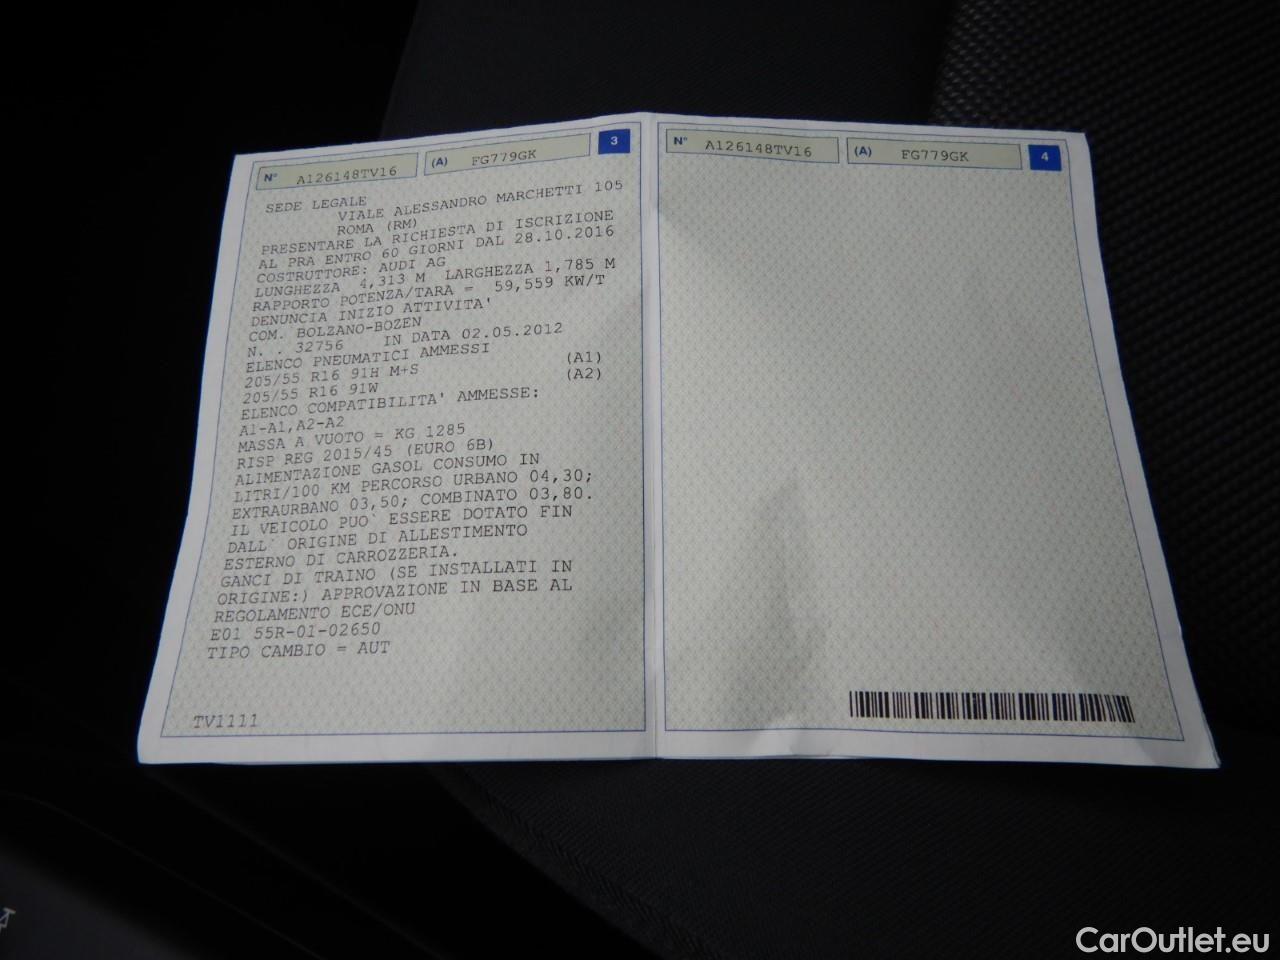 N° A126148TV16 (A) FG779GK 3
SEDE LEGALE
VIALE ALESSANDRO MARCHETTI 105
ROMA (RM)
PRESENTARE LA RICHIESTA DI ISCRIZIONE
AL PRA ENTRO 60 GIORNI DAL 28.10.2016
COSTRUTTORE: AUDI AG
LUNGHEZZA 4,313 M LARGHEZZA 1,785 M
RAPPORTO POTENZA/TARA = 59,559 KW/T
DENUNCIA INIZIO ATTIVITA'
COM. BOLZANO-BOZEN
N. . 32756 IN DATA 02.05.2012
ELENCO PNEUMATICI AMMESSI
205/55 R16 91H M+S (A1)
205/55 R16 91W (A2)
ELENCO COMPATIBILITA' AMMESSE:
A1-A1,A2-A2
MASSA A VUOTO = KG 1285
RISP REG 2015/45 (EURO 6B)
ALIMENTAZIONE GASOL CONSUMO IN
LITRI/100 KM PERCORSO URBANO 04,30;
EXTRAURBANO 03,50; COMBINATO 03,80.
IL VEICOLO PUO` ESSERE DOTATO FIN
DALL` ORIGINE DI ALLESTIMENTO
ESTERNO DI CARROZZERIA.
GANCI DI TRAINO (SE INSTALLATI IN
ORIGINE:) APPROVAZIONE IN BASE AL
REGOLAMENTO ECE/ONU
E01 55R-01-02650
TIPO CAMBIO = AUT
TV1111
N° A126148TV16 (A) FG779GK 4
CarOutlet.eu